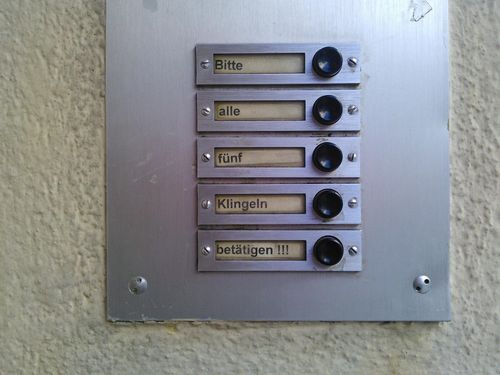 Bitte
alle
fünf
Klingeln
betätigen !!!